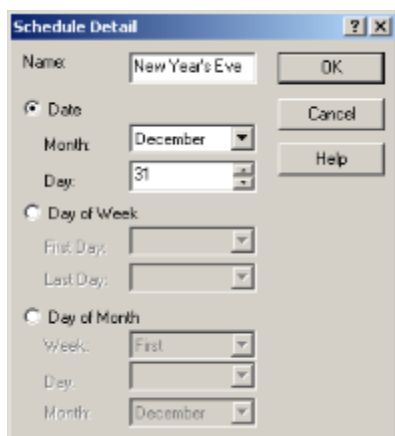 Schedule Detail
Name: New Year's Eve OK
Date Cancel
Month: December
Help
Day: 31
Day of Week
First Day:
Last Day:
Day of Month
Week: First
Day:
Month: December